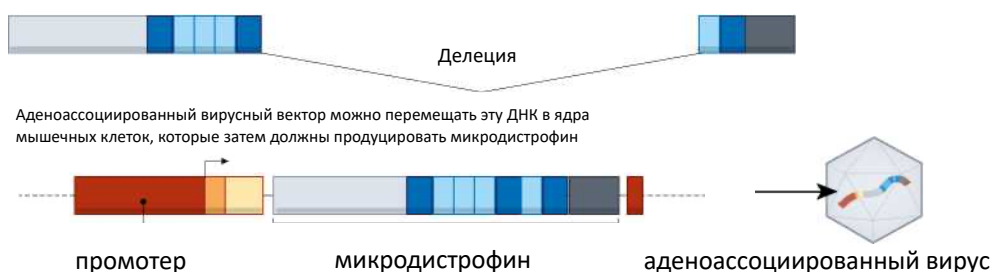 Делеция
Аденоассоциированный вирусный вектор можно перемещать эту ДНК в ядра
мышечных клеток, которые затем должны продуцировать микродистрофин
промотер
микродистрофин
аденоассоциированный вирус